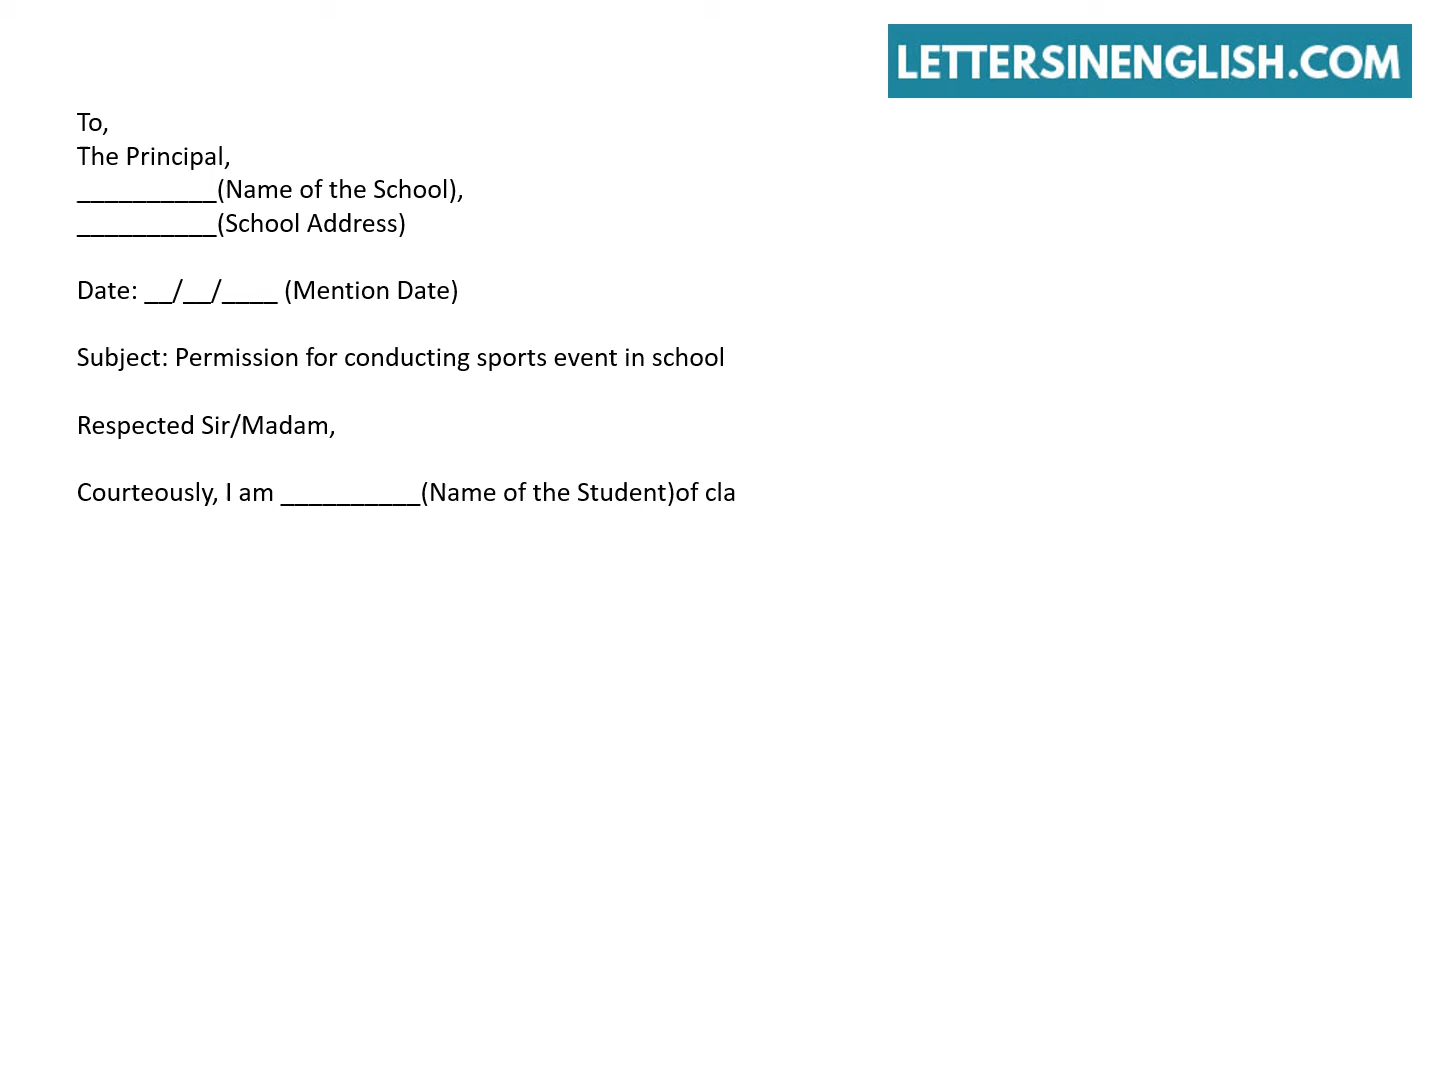 LETTERSINENGLISH.COM
To,
The Principal,
__________(Name of the School),
__________(School Address)
Date: __/__/____ (Mention Date)
Subject: Permission for conducting sports event in school
Respected Sir/Madam,
Courteously, I am __________(Name of the Student)of cla